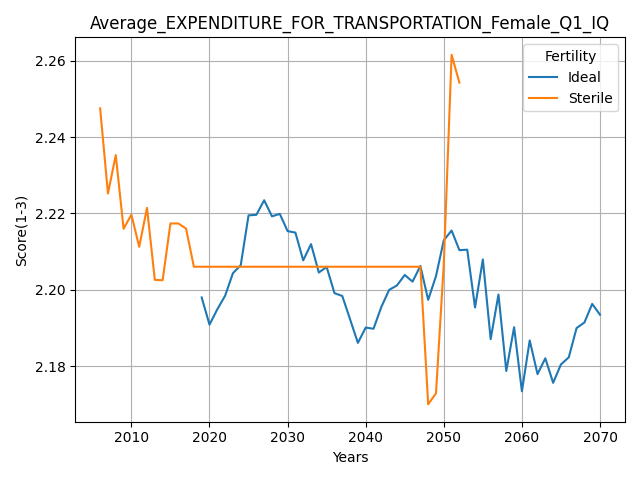 Average_EXPENDITURE_FOR_TRANSPORTATION_Female_Q1_IQ
Fertility
Ideal
Sterile
Score(1-3)
2.26
2.24
2.22
2.20
2.18
2010 2020 2030 2040 2050 2060 2070
Years